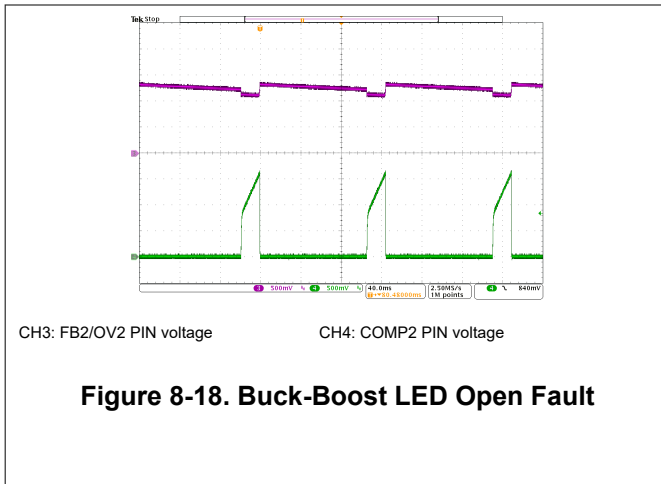 Tek Stop
3 500mV 4 500mV 40.0ms 2.50MS/s 4 840mV
80.48000ms 1M points
CH3: FB2/OV2 PIN voltage CH4: COMP2 PIN voltage
Figure 8-18. Buck-Boost LED Open Fault